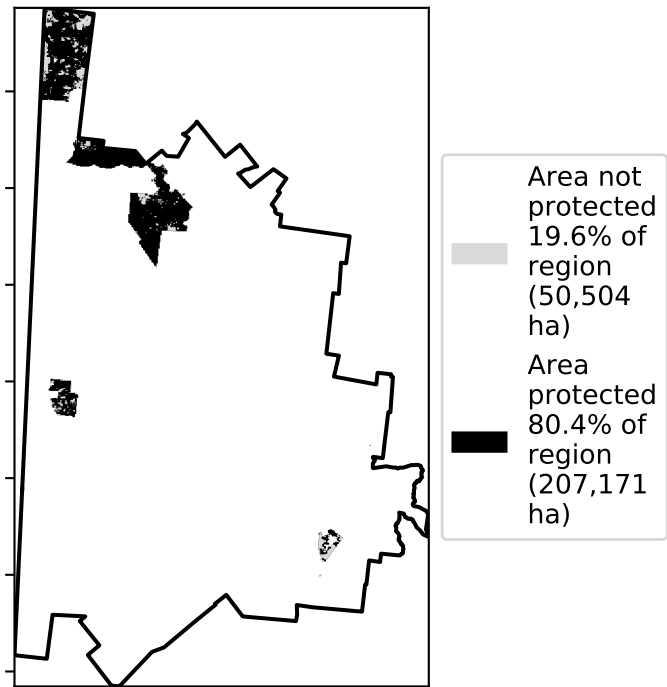 Area not
protected
19.6% of
region
(50,504
ha)
Area
protected
80.4% of
region
(207,171
ha)